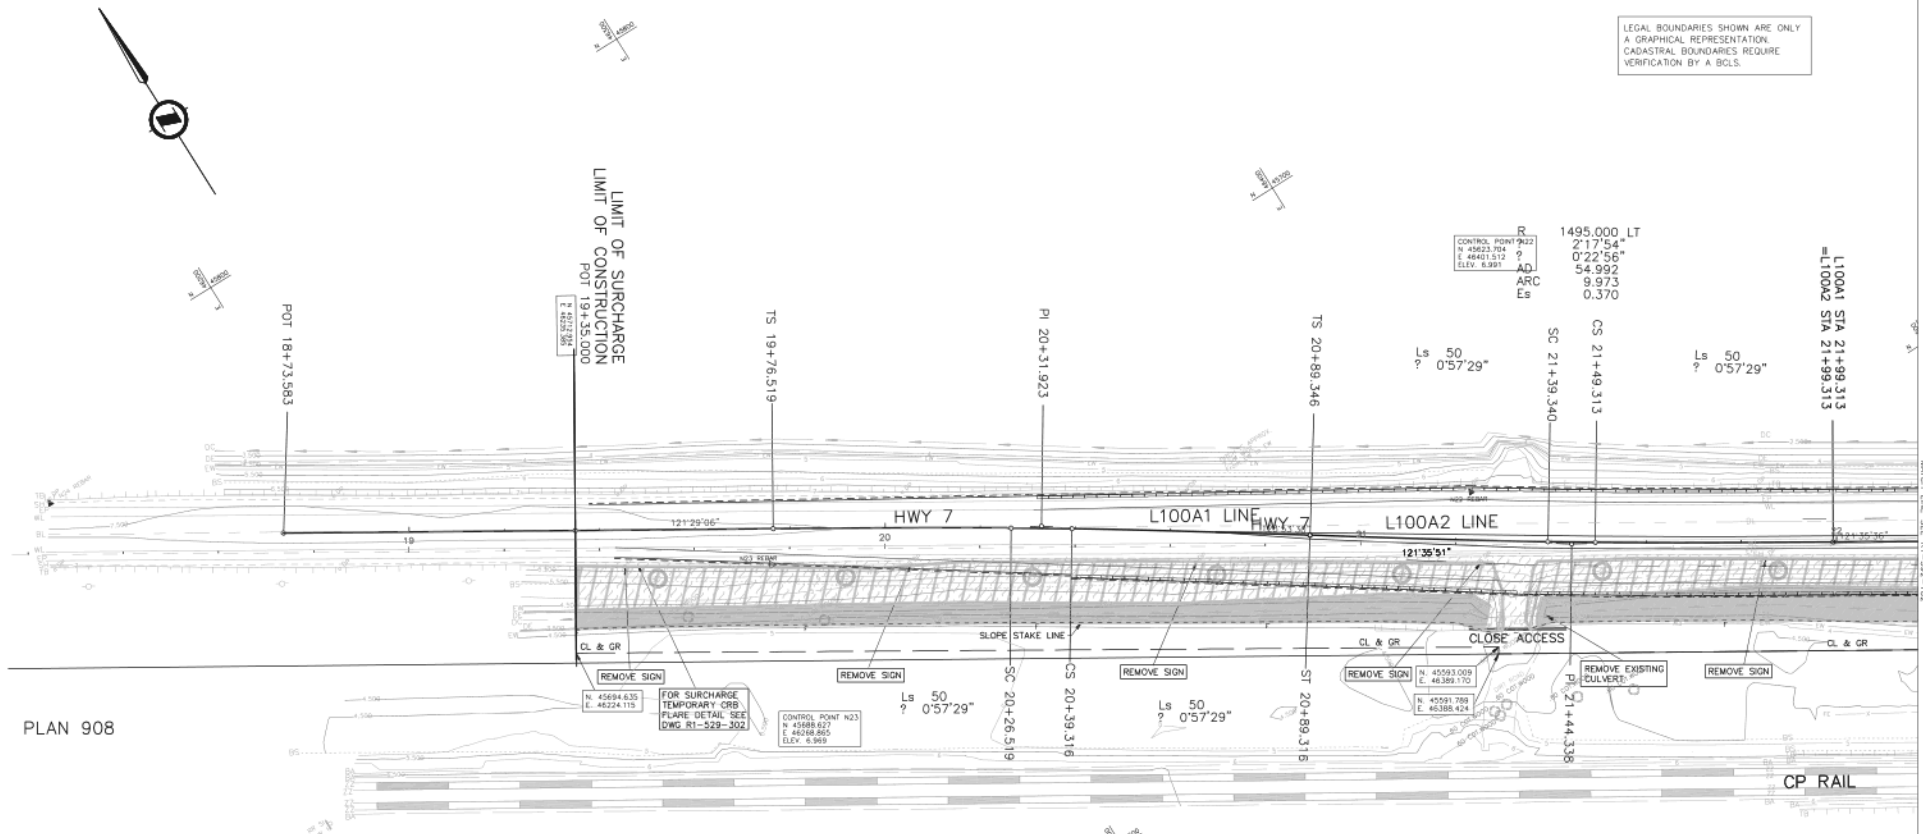 LEGAL BOUNDARIES SHOWN ARE ONLY
A GRAPHICAL REPRESENTATION.
CADASTRAL BOUNDARIES REQUIRE
VERIFICATION BY A BCLS.
LIMIT OF SURCHARGE
LIMIT OF CONSTRUCTION
POT 19+35.000
POT 18+73.583
TS 19+76.519
PI 20+31.923
TS 20+89.346
SC 21+39.340
CS 21+49.313
L100A1 STA 21+99.313
=L100A2 STA 21+99.313
CONTROL POINT N22
N 45623.704
E 46401.512
ELEV. 6.991
R 1495.000 LT
? 2°17'54"
? 0°22'56"
AD 54.992
ARC 9.973
Es 0.370
Ls 50
? 0°57'29"
Ls 50
? 0°57'29"
121°29'06"
HWY 7
L100A1 LINE
HWY 7
L100A2 LINE
19
20
121°35'51"
121°35'36"
N23 REBAR
N22 REBAR
SLOPE STAKE LINE
CL & GR
CL & GR
CL & GR
CLOSE ACCESS
REMOVE SIGN
REMOVE SIGN
REMOVE SIGN
REMOVE SIGN
REMOVE SIGN
REMOVE EXISTING
CULVERT
N. 45694.635
E. 46224.115
FOR SURCHARGE
TEMPORARY CRB
FLARE DETAIL SEE
DWG R1-529-302
CONTROL POINT N23
N 45688.627
E 46268.865
ELEV. 6.969
N. 45593.009
E. 46389.170
N. 45591.789
E. 46388.424
Ls 50
? 0°57'29"
Ls 50
? 0°57'29"
SC 20+26.519
CS 20+39.316
ST 20+89.316
PI 21+44.338
PLAN 908
CP RAIL